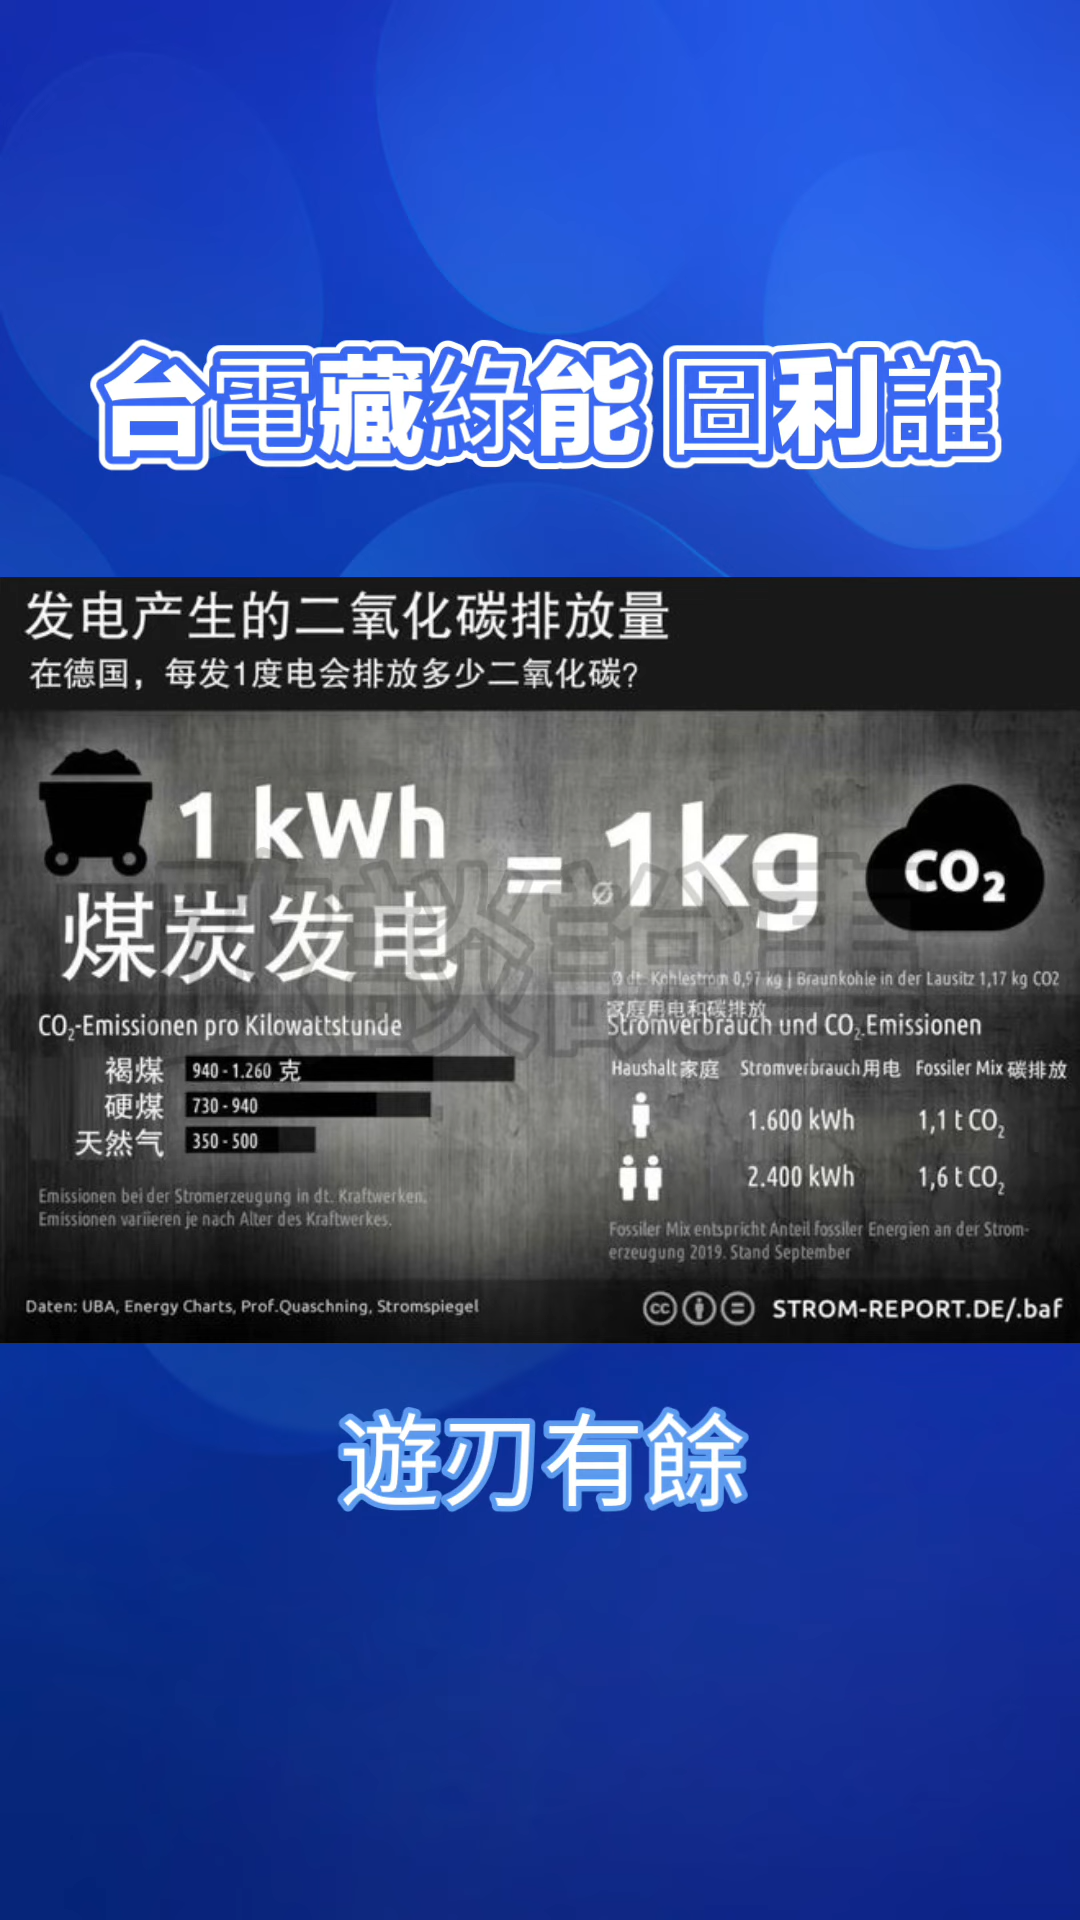 台電藏綠能 圖利誰
发电产生的二氧化碳排放量
在德国，每发1度电会排放多少二氧化碳？
1 kWh
煤炭发电
= ø 1kg
CO₂
Ø dt. Kohlestrom 0,97 kg | Braunkohle in der Lausitz 1,17 kg CO2
CO₂-Emissionen pro Kilowattstunde
褐煤 940 - 1.260 克
硬煤 730 - 940
天然气 350 - 500
Emissionen bei der Stromerzeugung in dt. Kraftwerken.
Emissionen variieren je nach Alter des Kraftwerkes.
家庭用电和碳排放
Stromverbrauch und CO₂.Emissionen
Haushalt 家庭 Stromverbrauch 用电 Fossiler Mix 碳排放
1.600 kWh 1,1 t CO₂
2.400 kWh 1,6 t CO₂
Fossiler Mix entspricht Anteil fossiler Energien an der Strom-
erzeugung 2019. Stand September
Daten: UBA, Energy Charts, Prof.Quaschning, Stromspiegel
cc STROM-REPORT.DE/.baf
遊刃有餘